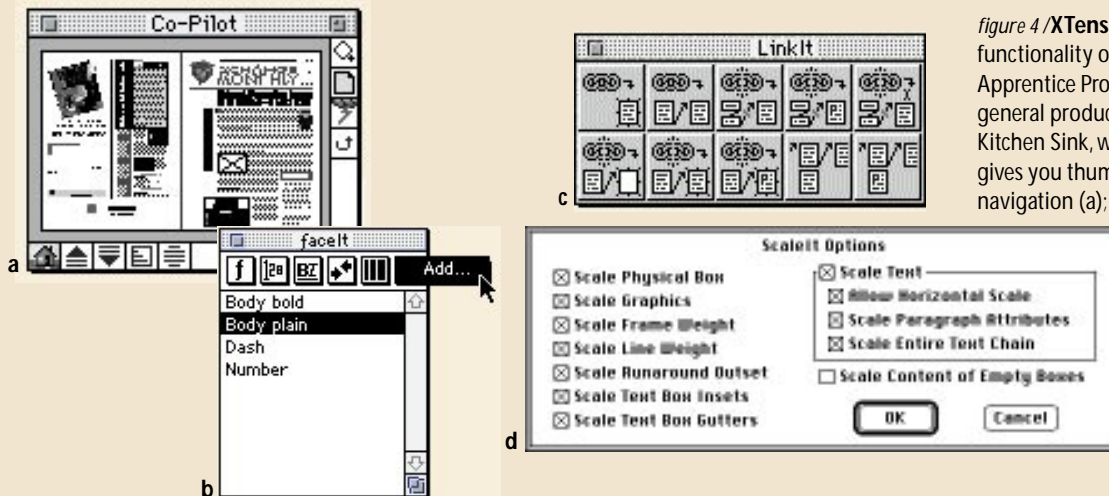 Co-Pilot
a
faceIt
Add...
Body bold
Body plain
Dash
Number
b
LinkIt
c
figure 4 / XTens
functionality o
Apprentice Pro
general produc
Kitchen Sink, w
gives you thum
navigation (a);
ScaleIt Options
Scale Physical Box
Scale Graphics
Scale Frame Weight
Scale Line Weight
Scale Runaround Outset
Scale Text Box Insets
Scale Text Box Gutters
Scale Text
Allow Horizontal Scale
Scale Paragraph Attributes
Scale Entire Text Chain
Scale Content of Empty Boxes
OK
Cancel
d